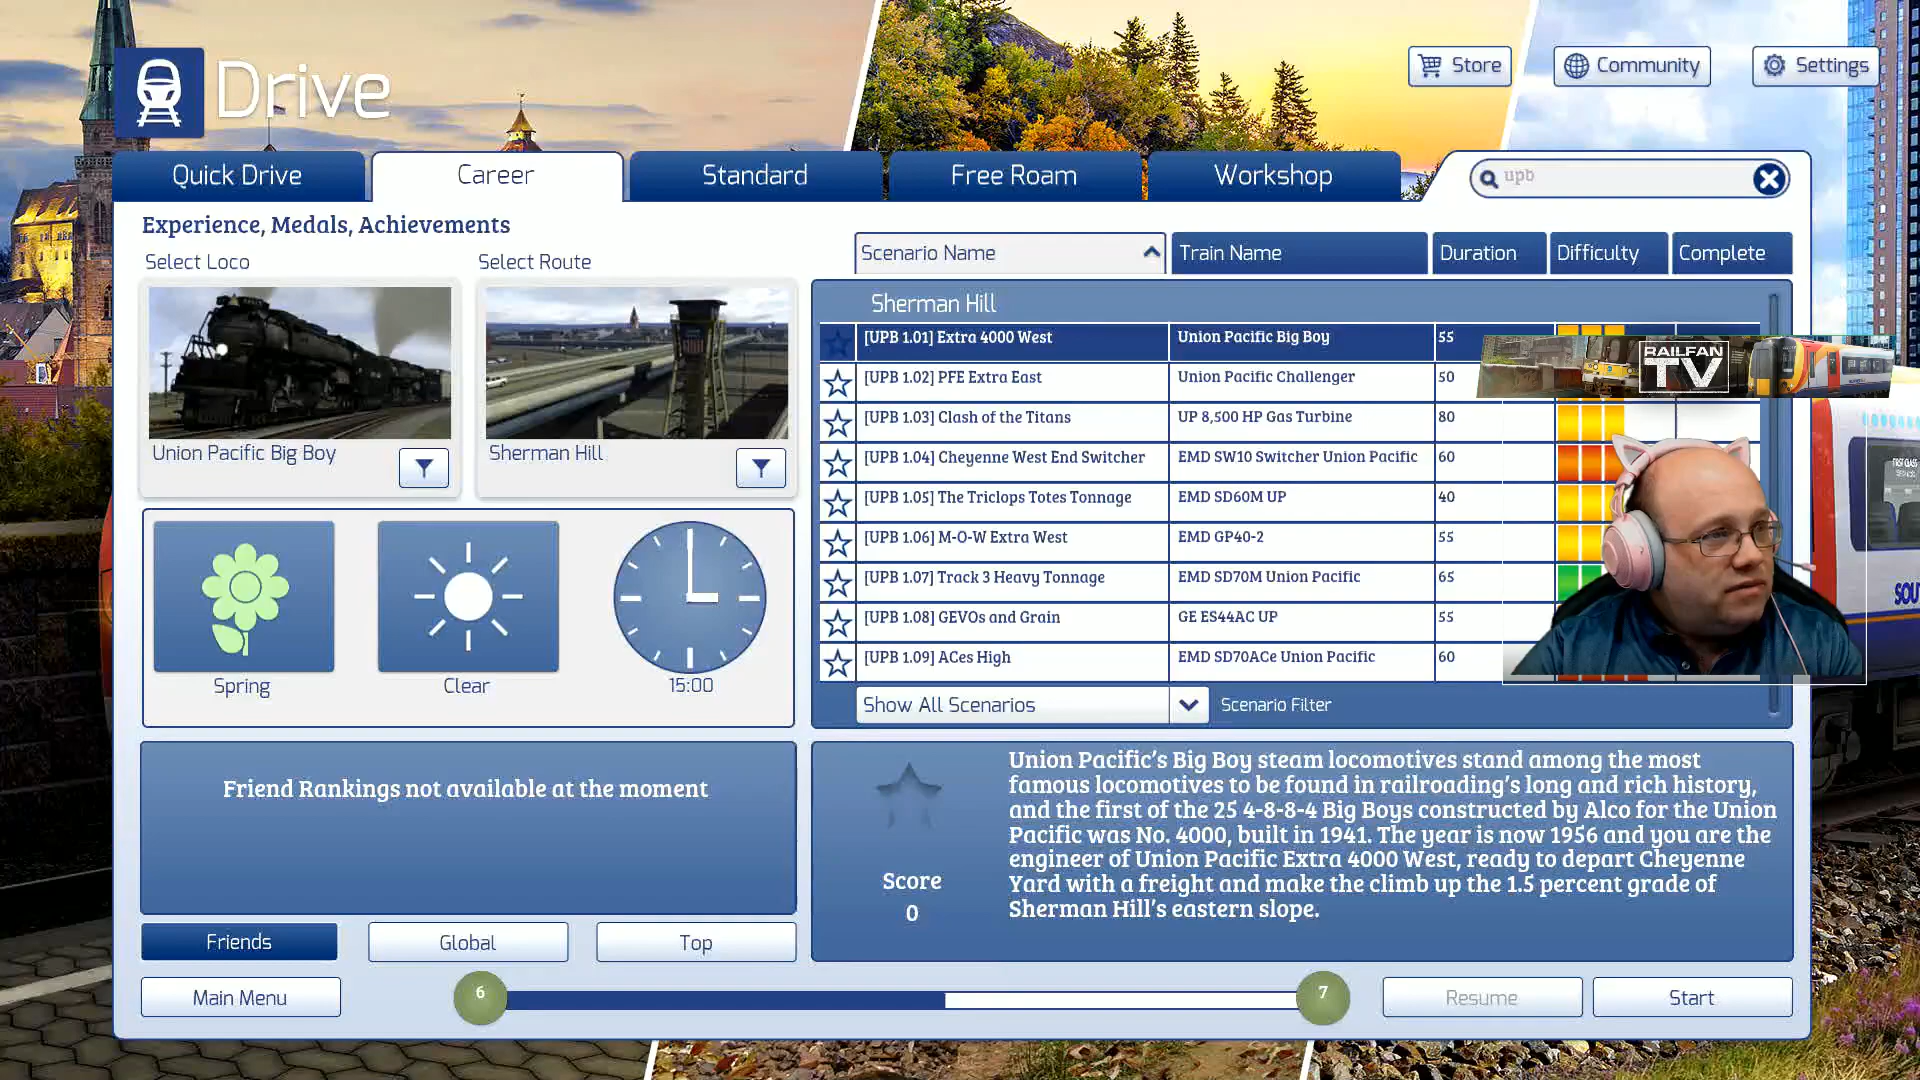 Drive
Store
Community
Settings
Quick Drive
Career
Standard
Free Roam
Workshop
upb
Experience, Medals, Achievements
Select Loco
Select Route
Union Pacific Big Boy
Sherman Hill
Spring
Clear
15:00
Scenario Name
Train Name
Duration
Difficulty
Complete
Sherman Hill
[UPB 1.01] Extra 4000 West Union Pacific Big Boy 55
[UPB 1.02] PFE Extra East Union Pacific Challenger 50
[UPB 1.03] Clash of the Titans UP 8,500 HP Gas Turbine 80
[UPB 1.04] Cheyenne West End Switcher EMD SW10 Switcher Union Pacific 60
[UPB 1.05] The Triclops Totes Tonnage EMD SD60M UP 40
[UPB 1.06] M-O-W Extra West EMD GP40-2 55
[UPB 1.07] Track 3 Heavy Tonnage EMD SD70M Union Pacific 65
[UPB 1.08] GEVOs and Grain GE ES44AC UP 55
[UPB 1.09] ACes High EMD SD70ACe Union Pacific 60
RAILFAN
TV
Show All Scenarios
Scenario Filter
Friend Rankings not available at the moment
Friends
Global
Top
Score
0
Union Pacific's Big Boy steam locomotives stand among the most
famous locomotives to be found in railroading's long and rich history,
and the first of the 25 4-8-8-4 Big Boys constructed by Alco for the Union
Pacific was No. 4000, built in 1941. The year is now 1956 and you are the
engineer of Union Pacific Extra 4000 West, ready to depart Cheyenne
Yard with a freight and make the climb up the 1.5 percent grade of
Sherman Hill's eastern slope.
Main Menu
6
7
Resume
Start
FIRST CLASS
SOU